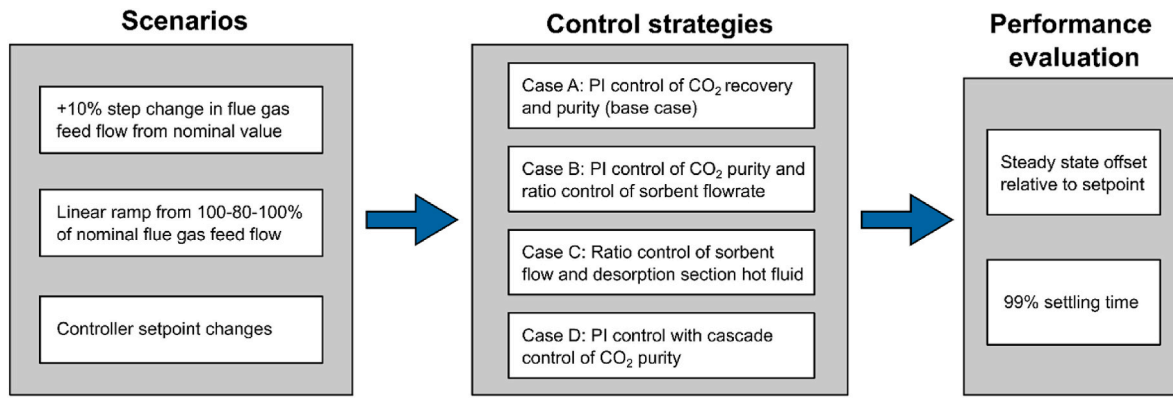 Scenarios
+10% step change in flue gas
feed flow from nominal value
Linear ramp from 100-80-100%
of nominal flue gas feed flow
Controller setpoint changes
Control strategies
Case A: PI control of CO₂ recovery
and purity (base case)
Case B: PI control of CO₂ purity and
ratio control of sorbent flowrate
Case C: Ratio control of sorbent
flow and desorption section hot fluid
Case D: PI control with cascade
control of CO₂ purity
Performance
evaluation
Steady state offset
relative to setpoint
99% settling time